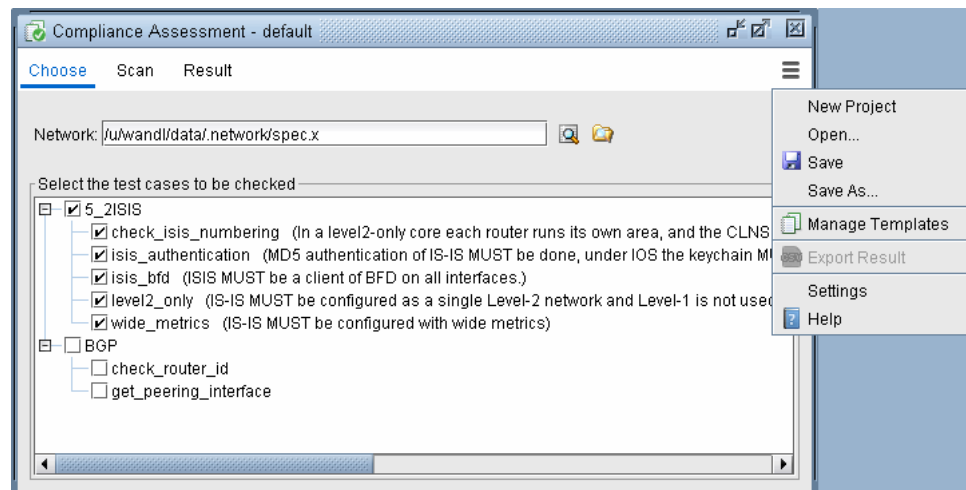 Compliance Assessment - default
Choose Scan Result
Network: /u/wandl/data/.network/spec.x
Select the test cases to be checked
5_2ISIS
check_isis_numbering (In a level2-only core each router runs its own area, and the CLNS
isis_authentication (MD5 authentication of IS-IS MUST be done, under IOS the keychain
isis_bfd (ISIS MUST be a client of BFD on all interfaces.)
level2_only (IS-IS MUST be configured as a single Level-2 network and Level-1 is not used
wide_metrics (IS-IS MUST be configured with wide metrics)
BGP
check_router_id
get_peering_interface
New Project
Open...
Save
Save As...
Manage Templates
Export Result
Settings
? Help